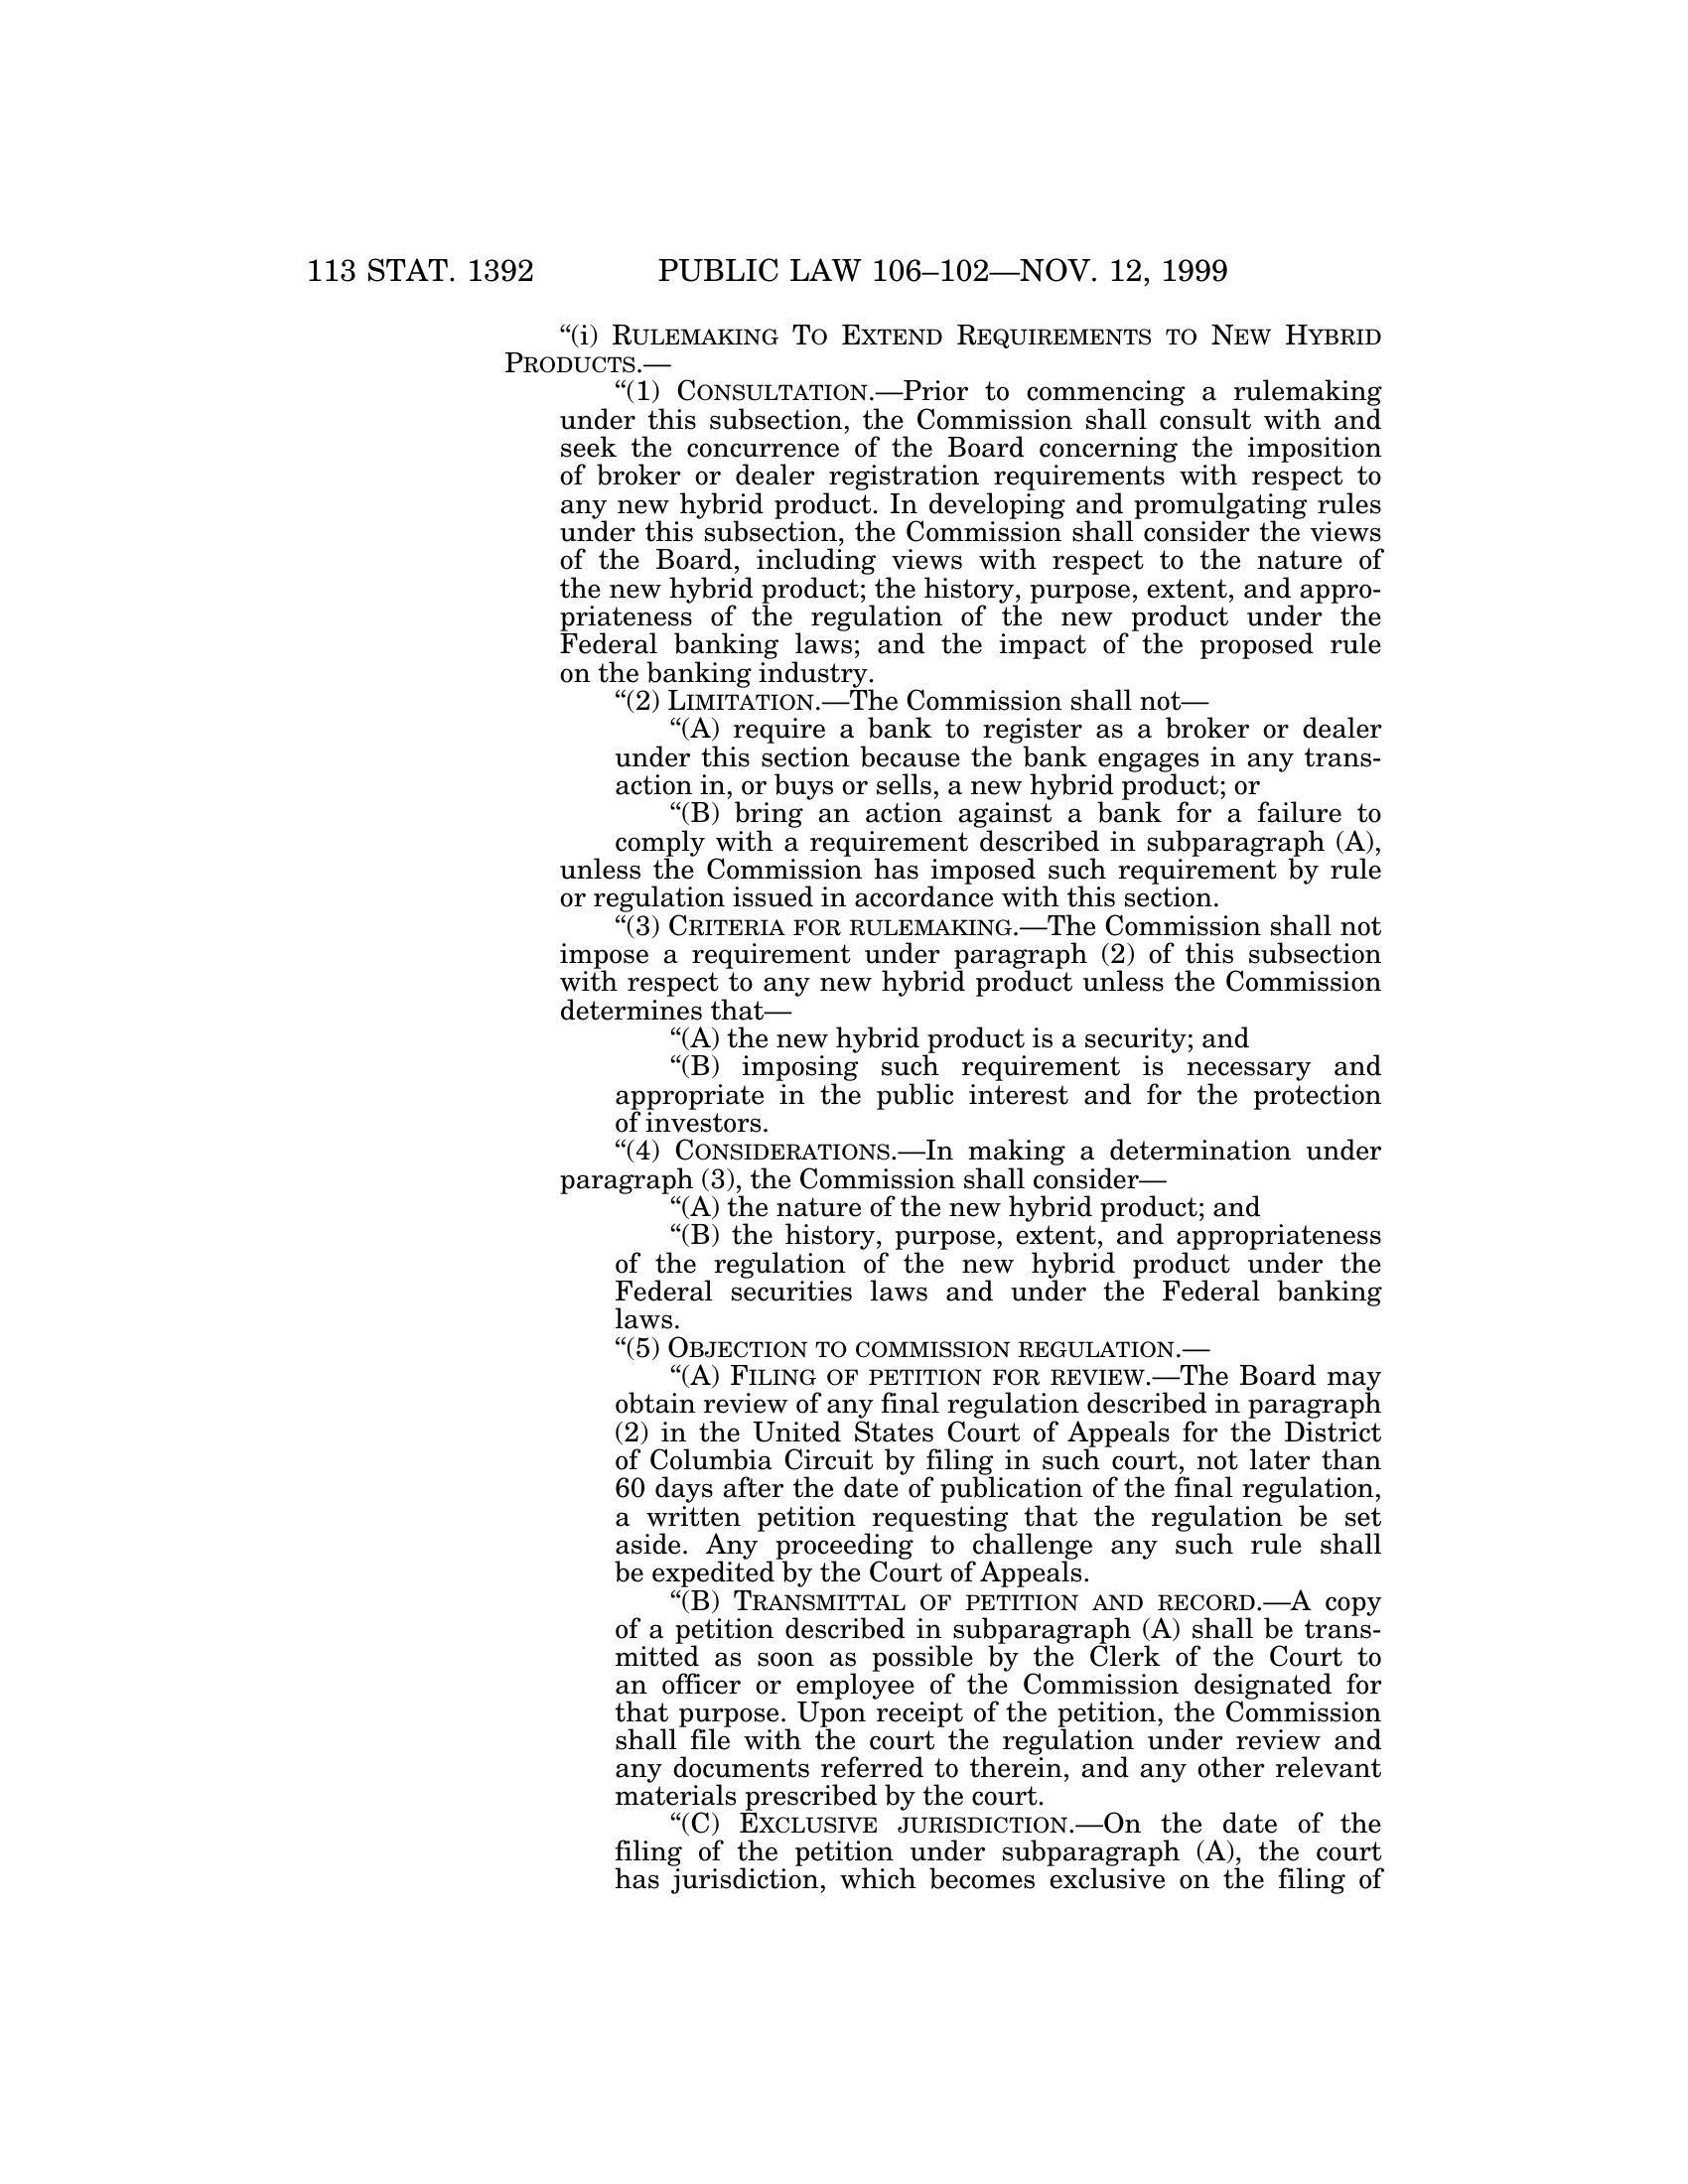 113 STAT. 1392 PUBLIC LAW 106–102—NOV. 12, 1999
“(i) RULEMAKING TO EXTEND REQUIREMENTS TO NEW HYBRID
PRODUCTS.—
“(1) CONSULTATION.—Prior to commencing a rulemaking
under this subsection, the Commission shall consult with and
seek the concurrence of the Board concerning the imposition
of broker or dealer registration requirements with respect to
any new hybrid product. In developing and promulgating rules
under this subsection, the Commission shall consider the views
of the Board, including views with respect to the nature of
the new hybrid product; the history, purpose, extent, and appro-
priateness of the regulation of the new product under the
Federal banking laws; and the impact of the proposed rule
on the banking industry.
“(2) LIMITATION.—The Commission shall not—
“(A) require a bank to register as a broker or dealer
under this section because the bank engages in any trans-
action in, or buys or sells, a new hybrid product; or
“(B) bring an action against a bank for a failure to
comply with a requirement described in subparagraph (A),
unless the Commission has imposed such requirement by rule
or regulation issued in accordance with this section.
“(3) CRITERIA FOR RULEMAKING.—The Commission shall not
impose a requirement under paragraph (2) of this subsection
with respect to any new hybrid product unless the Commission
determines that—
“(A) the new hybrid product is a security; and
“(B) imposing such requirement is necessary and
appropriate in the public interest and for the protection
of investors.
“(4) CONSIDERATIONS.—In making a determination under
paragraph (3), the Commission shall consider—
“(A) the nature of the new hybrid product; and
“(B) the history, purpose, extent, and appropriateness
of the regulation of the new hybrid product under the
Federal securities laws and under the Federal banking
laws.
“(5) OBJECTION TO COMMISSION REGULATION.—
“(A) FILING OF PETITION FOR REVIEW.—The Board may
obtain review of any final regulation described in paragraph
(2) in the United States Court of Appeals for the District
of Columbia Circuit by filing in such court, not later than
60 days after the date of publication of the final regulation,
a written petition requesting that the regulation be set
aside. Any proceeding to challenge any such rule shall
be expedited by the Court of Appeals.
“(B) TRANSMITTAL OF PETITION AND RECORD.—A copy
of a petition described in subparagraph (A) shall be trans-
mitted as soon as possible by the Clerk of the Court to
an officer or employee of the Commission designated for
that purpose. Upon receipt of the petition, the Commission
shall file with the court the regulation under review and
any documents referred to therein, and any other relevant
materials prescribed by the court.
“(C) EXCLUSIVE JURISDICTION.—On the date of the
filing of the petition under subparagraph (A), the court
has jurisdiction, which becomes exclusive on the filing of